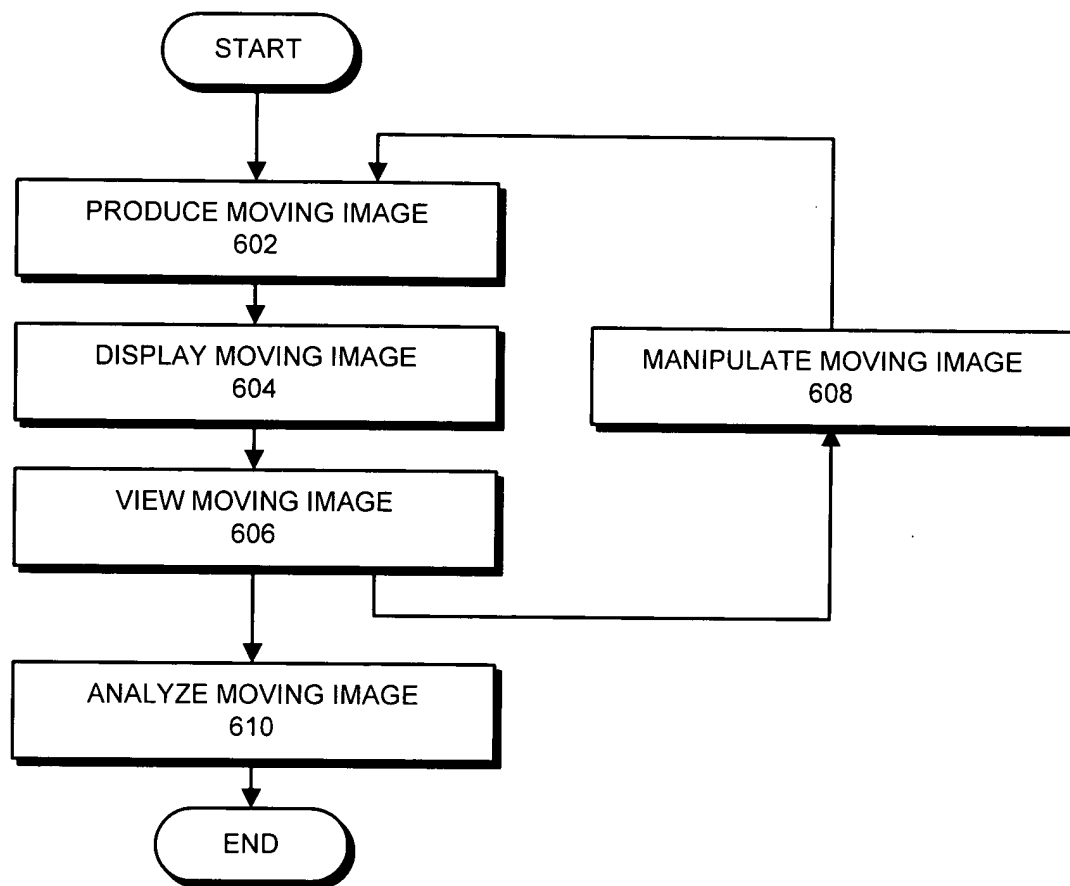 START
PRODUCE MOVING IMAGE
602
DISPLAY MOVING IMAGE
604
MANIPULATE MOVING IMAGE
608
VIEW MOVING IMAGE
606
ANALYZE MOVING IMAGE
610
END